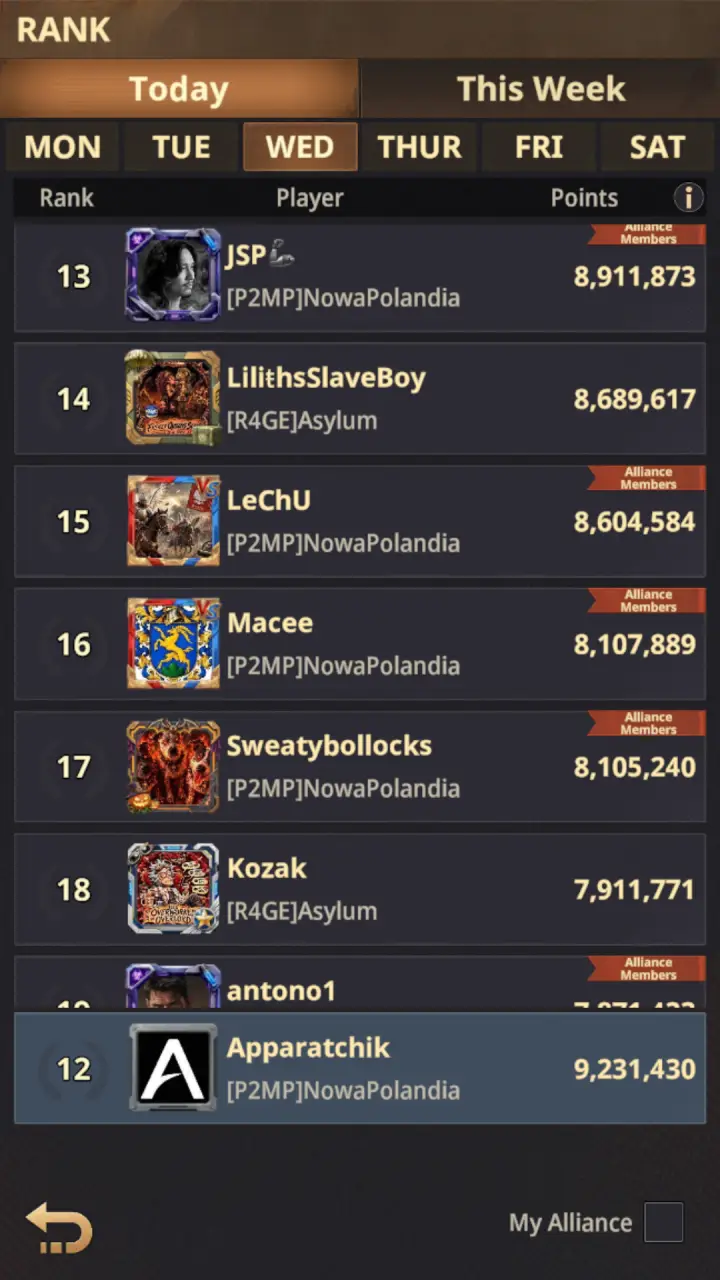 RANK
Today
This Week
MON TUE WED THUR FRI SAT
Rank Player Points i
Alliance Members
13 JSP💪 8,911,873
[P2MP]NowaPolandia
14 LiliŧhsSlaveBoy 8,689,617
[R4GE]Asylum
Alliance Members
15 LeChU 8,604,584
[P2MP]NowaPolandia
Alliance Members
16 Macee 8,107,889
[P2MP]NowaPolandia
Alliance Members
17 Sweatybollocks 8,105,240
[P2MP]NowaPolandia
18 Kozak 7,911,771
[R4GE]Asylum
Alliance Members
antono1
12 Apparatchik 9,231,430
[P2MP]NowaPolandia
My Alliance